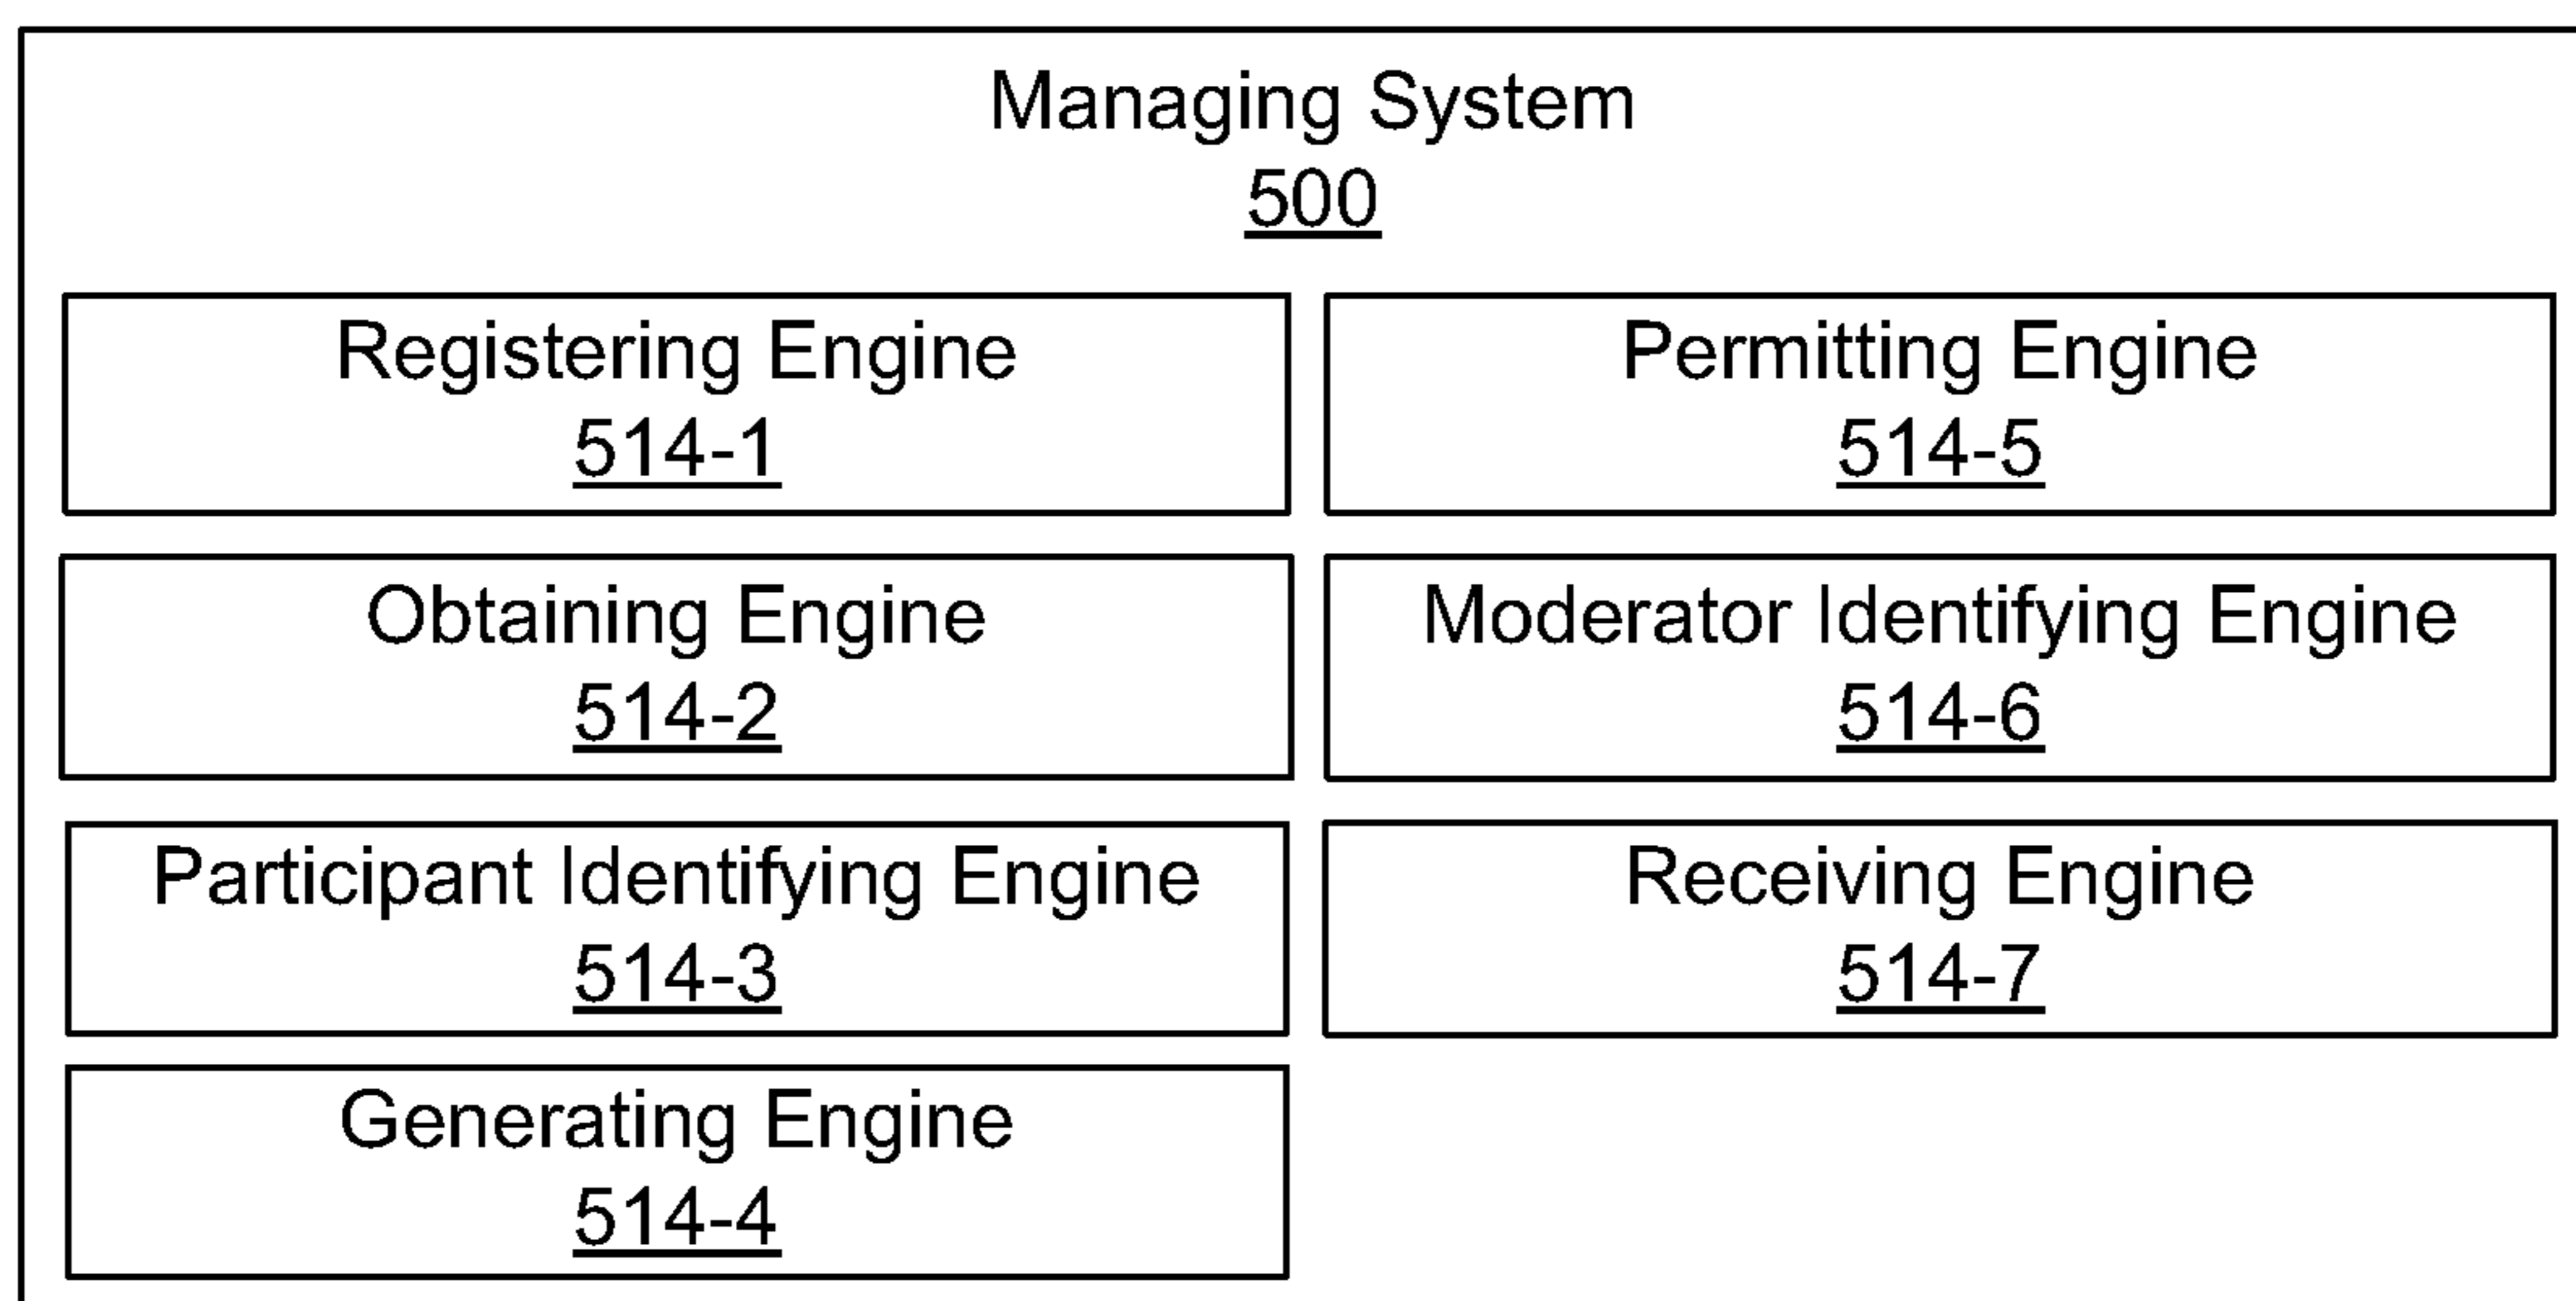 Managing System
500
Registering Engine
514-1
Permitting Engine
514-5
Obtaining Engine
514-2
Moderator Identifying Engine
514-6
Participant Identifying Engine
514-3
Receiving Engine
514-7
Generating Engine
514-4